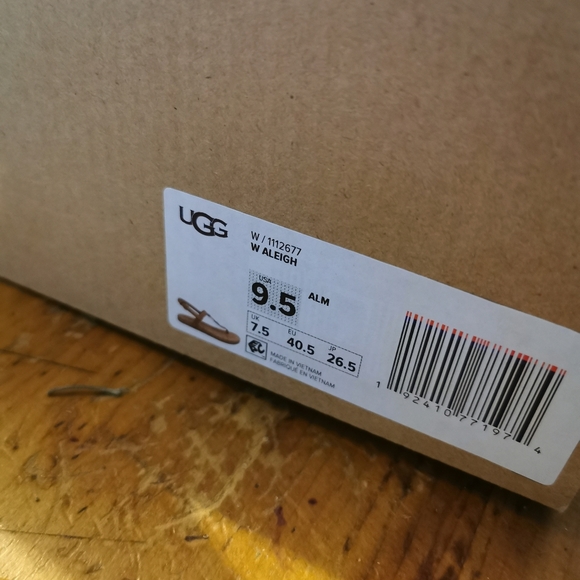 UGG
W / 1112677
W ALEIGH
USA
9.5 ALM
UK EU JP
7.5 40.5 26.5
MADE IN VIETNAM
FABRIQUÉ EN VIETNAM
1 92410 77197 4